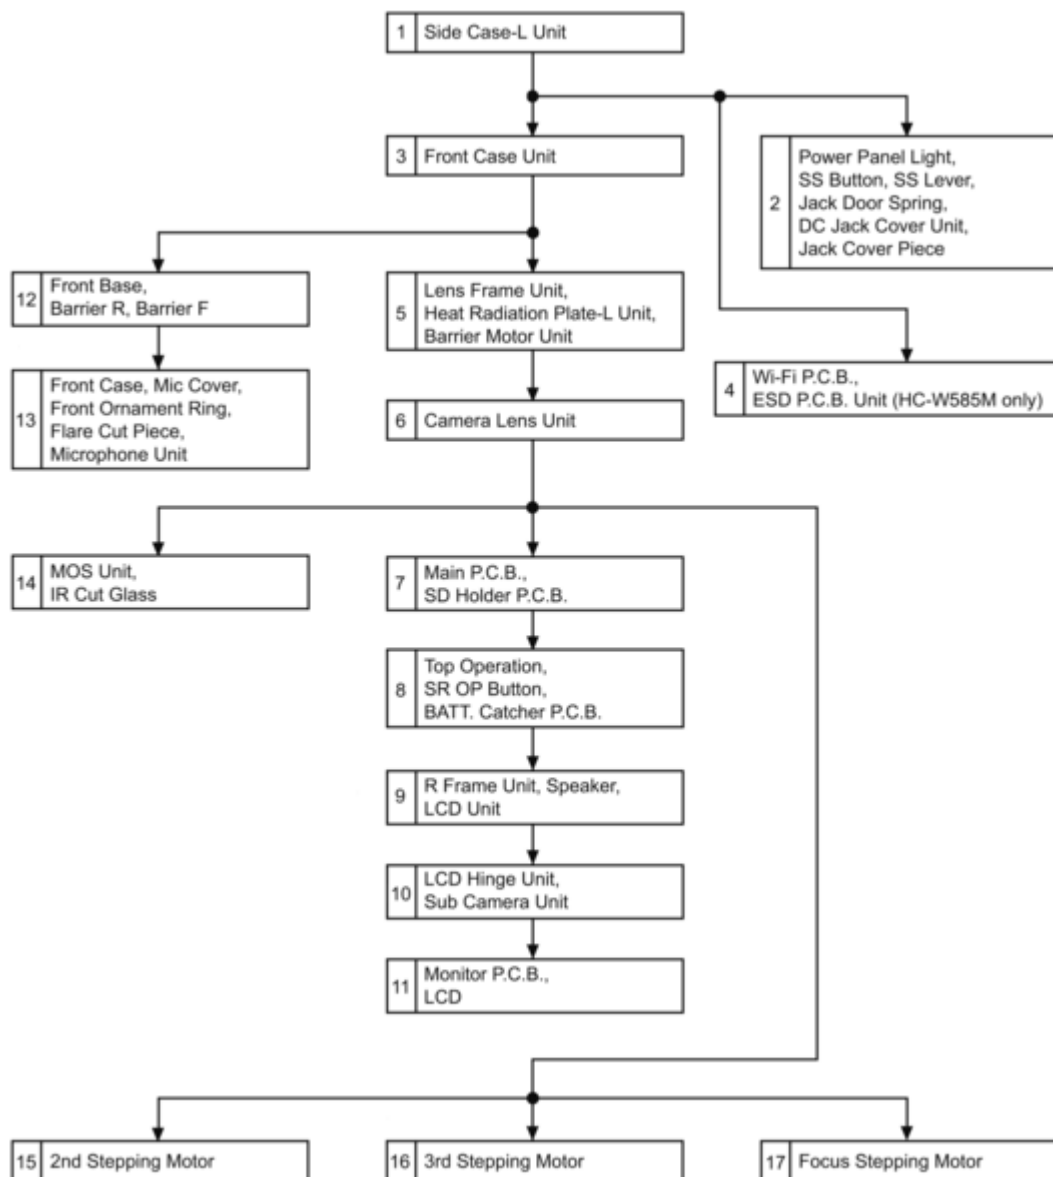 1 Side Case-L Unit
3 Front Case Unit
2 Power Panel Light,
SS Button, SS Lever,
Jack Door Spring,
DC Jack Cover Unit,
Jack Cover Piece
12 Front Base,
Barrier R, Barrier F
5 Lens Frame Unit,
Heat Radiation Plate-L Unit,
Barrier Motor Unit
4 Wi-Fi P.C.B.,
ESD P.C.B. Unit (HC-W585M only)
13 Front Case, Mic Cover,
Front Ornament Ring,
Flare Cut Piece,
Microphone Unit
6 Camera Lens Unit
14 MOS Unit,
IR Cut Glass
7 Main P.C.B.,
SD Holder P.C.B.
8 Top Operation,
SR OP Button,
BATT. Catcher P.C.B.
9 R Frame Unit, Speaker,
LCD Unit
10 LCD Hinge Unit,
Sub Camera Unit
11 Monitor P.C.B.,
LCD
15 2nd Stepping Motor
16 3rd Stepping Motor
17 Focus Stepping Motor